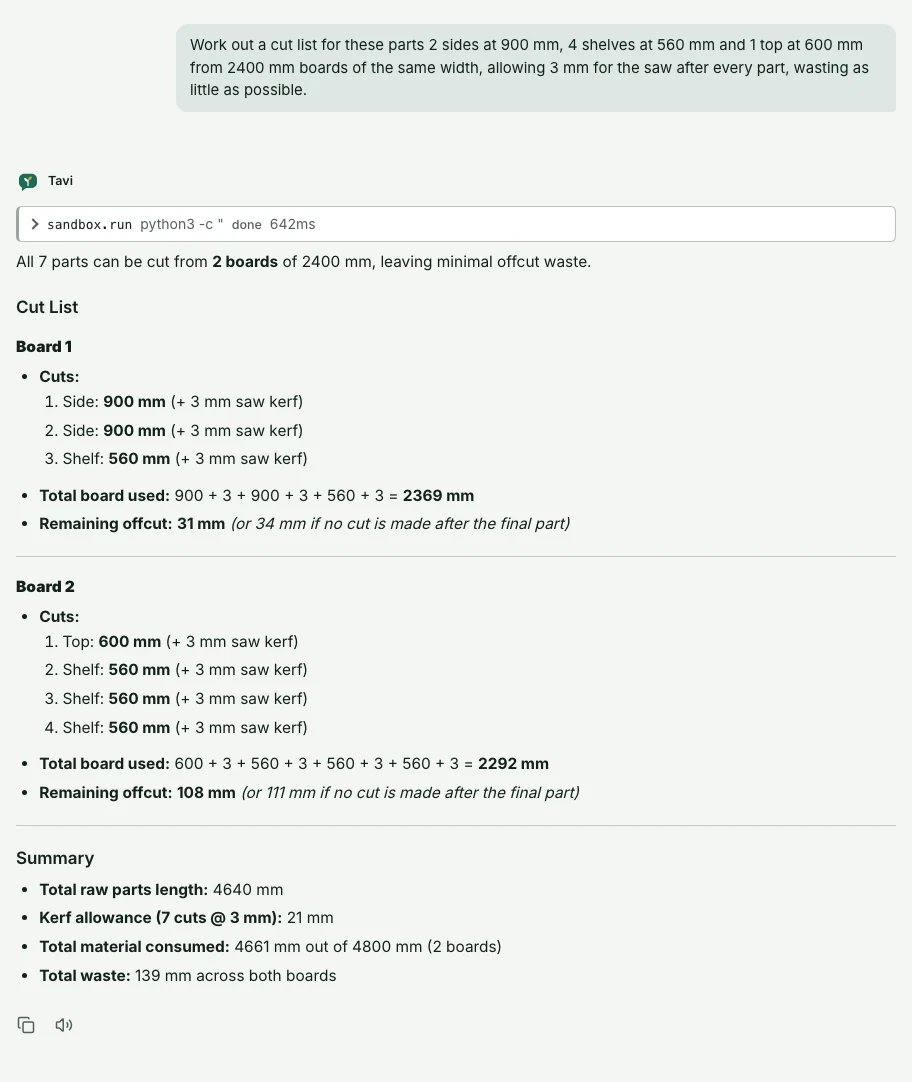 Work out a cut list for these parts 2 sides at 900 mm, 4 shelves at 560 mm and 1 top at 600 mm
from 2400 mm boards of the same width, allowing 3 mm for the saw after every part, wasting as
little as possible.
Tavi
sandbox.run python3 -c " done 642ms
All 7 parts can be cut from 2 boards of 2400 mm, leaving minimal offcut waste.
Cut List
Board 1
• Cuts:
1. Side: 900 mm (+ 3 mm saw kerf)
2. Side: 900 mm (+ 3 mm saw kerf)
3. Shelf: 560 mm (+ 3 mm saw kerf)
• Total board used: 900 + 3 + 900 + 3 + 560 + 3 = 2369 mm
• Remaining offcut: 31 mm (or 34 mm if no cut is made after the final part)
Board 2
• Cuts:
1. Top: 600 mm (+ 3 mm saw kerf)
2. Shelf: 560 mm (+ 3 mm saw kerf)
3. Shelf: 560 mm (+ 3 mm saw kerf)
4. Shelf: 560 mm (+ 3 mm saw kerf)
• Total board used: 600 + 3 + 560 + 3 + 560 + 3 + 560 + 3 = 2292 mm
• Remaining offcut: 108 mm (or 111 mm if no cut is made after the final part)
Summary
• Total raw parts length: 4640 mm
• Kerf allowance (7 cuts @ 3 mm): 21 mm
• Total material consumed: 4661 mm out of 4800 mm (2 boards)
• Total waste: 139 mm across both boards